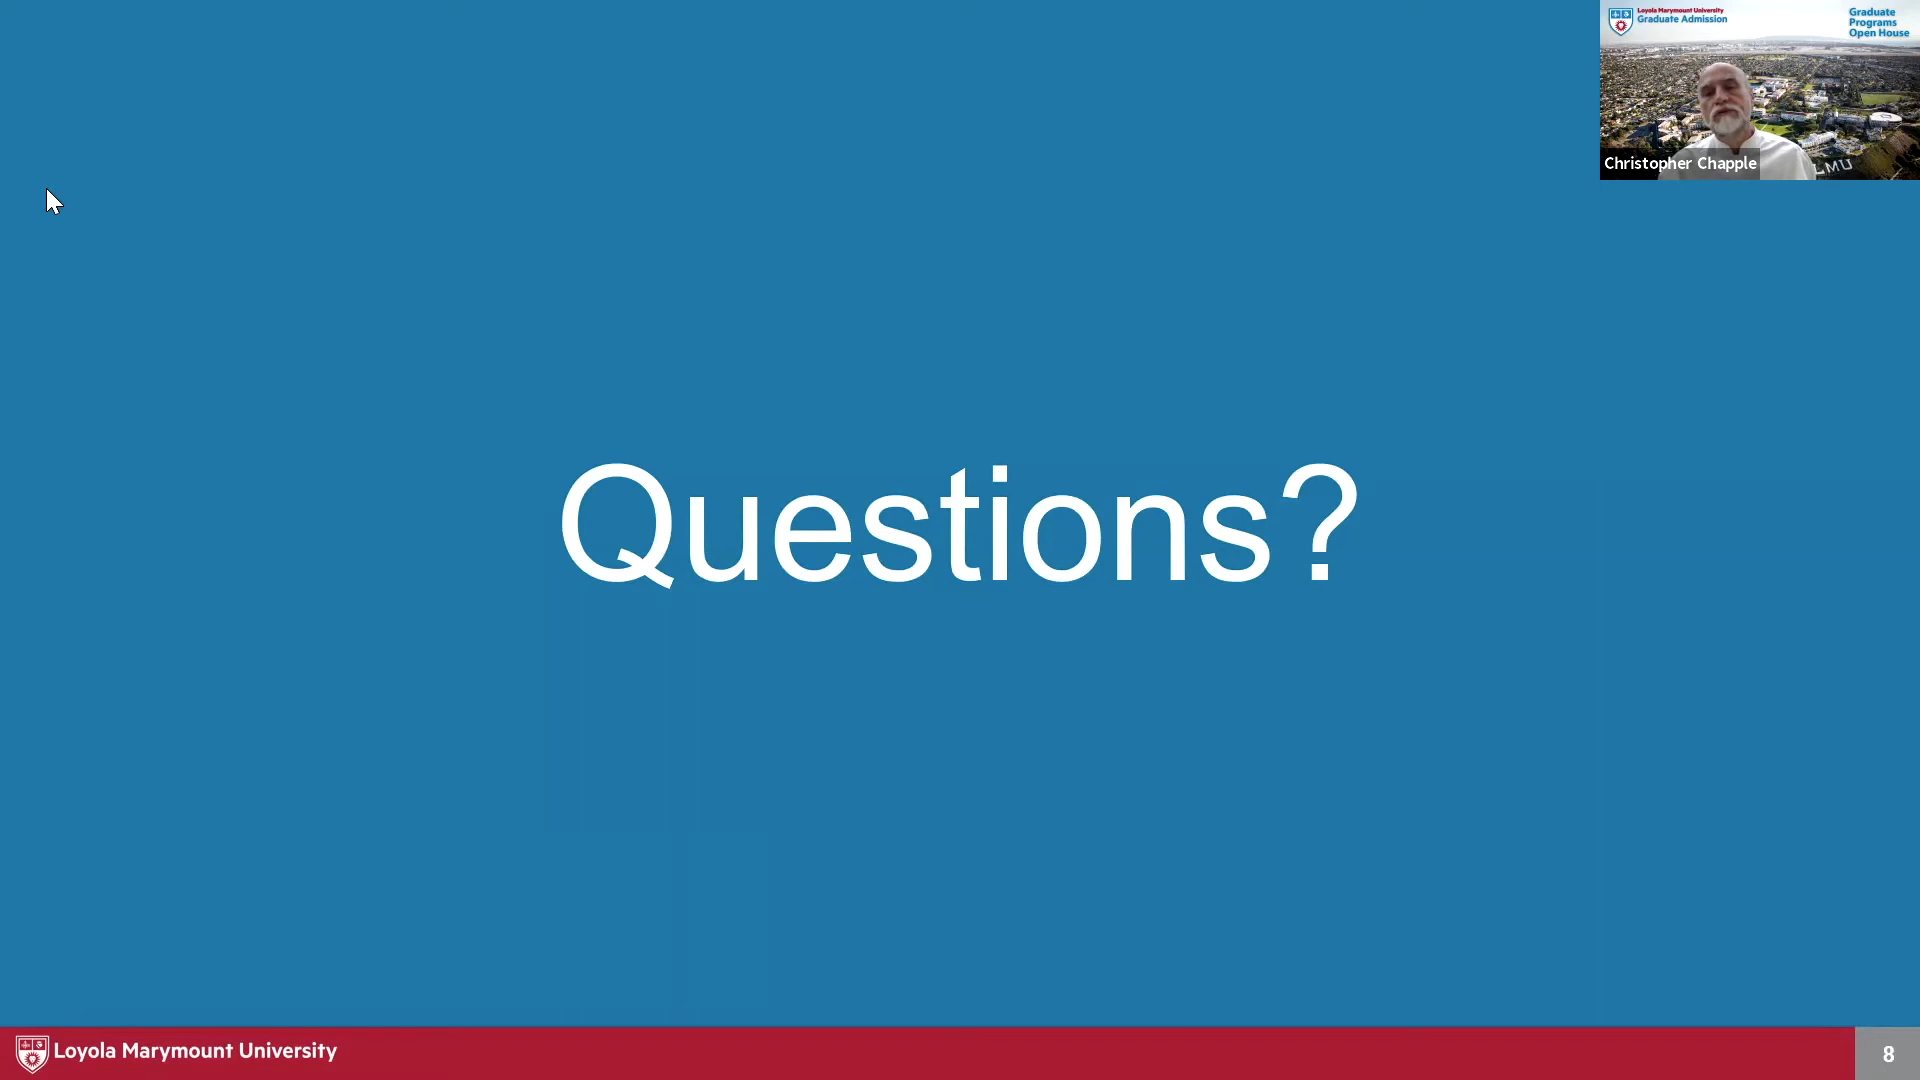 Loyola Marymount University
Graduate Admission
Graduate
Programs
Open House
LMU
Christopher Chapple
Questions?
Loyola Marymount University
8